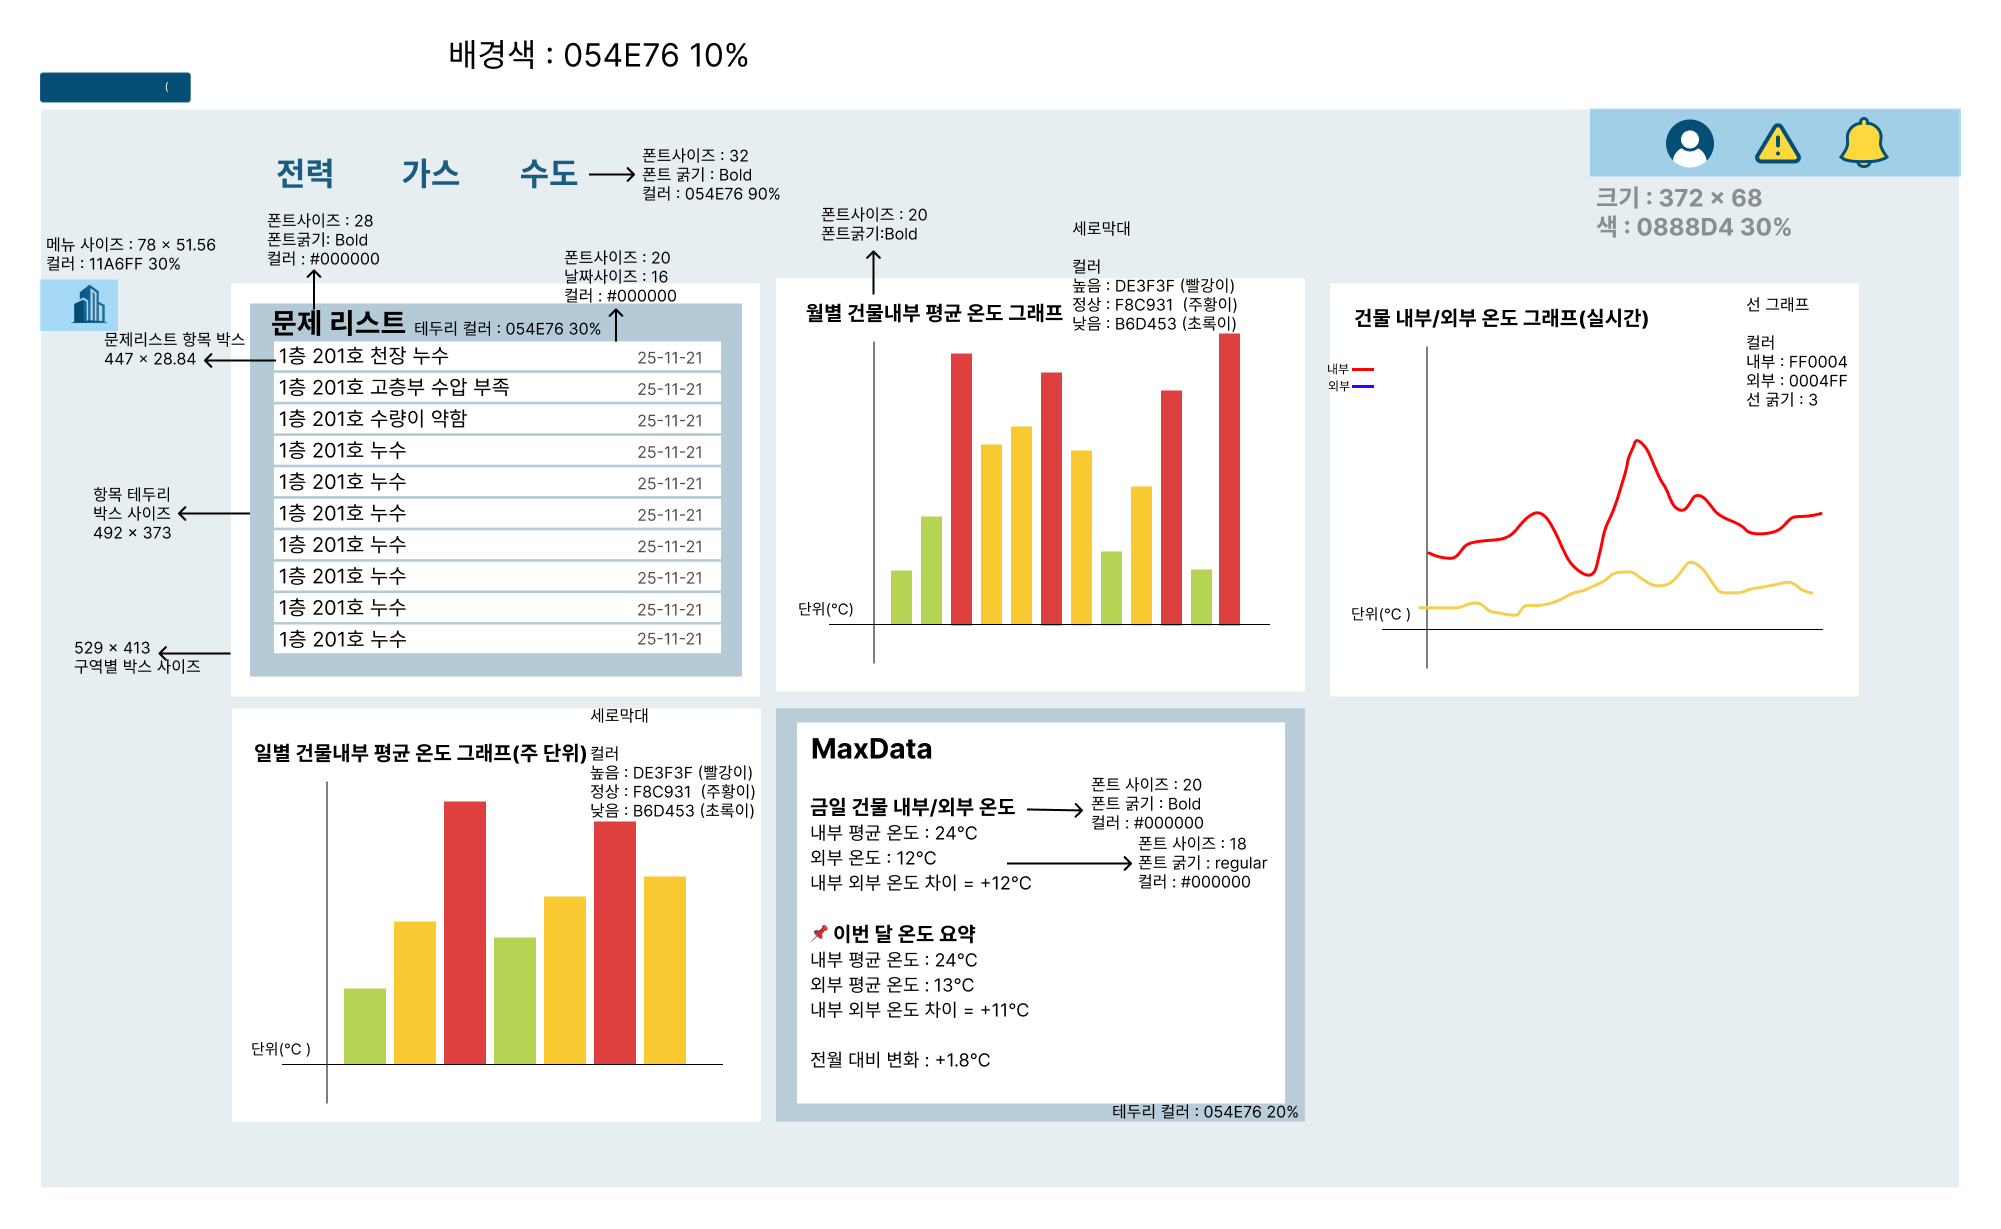 배경색 : 054E76 10%
(
전력
가스
수도
폰트사이즈 : 32
폰트 굵기 : Bold
컬러 : 054E76 90%
크기 : 372 × 68
색 : 0888D4 30%
메뉴 사이즈 : 78 × 51.56
컬러 : 11A6FF 30%
폰트사이즈 : 28
폰트굵기: Bold
컬러 : #000000
폰트사이즈 : 20
날짜사이즈 : 16
컬러 : #000000
문제 리스트
테두리 컬러 : 054E76 30%
문제리스트 항목 박스
447 × 28.84
1층 201호 천장 누수
25-11-21
1층 201호 고층부 수압 부족
25-11-21
1층 201호 수량이 약함
25-11-21
1층 201호 누수
25-11-21
1층 201호 누수
25-11-21
1층 201호 누수
25-11-21
1층 201호 누수
25-11-21
1층 201호 누수
25-11-21
1층 201호 누수
25-11-21
1층 201호 누수
25-11-21
항목 테두리
박스 사이즈
492 × 373
529 × 413
구역별 박스 사이즈
폰트사이즈 : 20
폰트굵기:Bold
세로막대
컬러
높음 : DE3F3F (빨강이)
정상 : F8C931  (주황이)
낮음 : B6D453 (초록이)
월별 건물내부 평균 온도 그래프
단위(°C)
건물 내부/외부 온도 그래프(실시간)
선 그래프
컬러
내부 : FF0004
외부 : 0004FF
선 굵기 : 3
내부
외부
단위(°C )
세로막대
일별 건물내부 평균 온도 그래프(주 단위)
컬러
높음 : DE3F3F (빨강이)
정상 : F8C931  (주황이)
낮음 : B6D453 (초록이)
단위(°C )
MaxData
금일 건물 내부/외부 온도
내부 평균 온도 : 24°C
외부 온도 : 12°C
내부 외부 온도 차이 = +12°C
폰트 사이즈 : 20
폰트 굵기 : Bold
컬러 : #000000
폰트 사이즈 : 18
폰트 굵기 : regular
컬러 : #000000
📌 이번 달 온도 요약
내부 평균 온도 : 24°C
외부 평균 온도 : 13°C
내부 외부 온도 차이 = +11°C
전월 대비 변화 : +1.8°C
테두리 컬러 : 054E76 20%